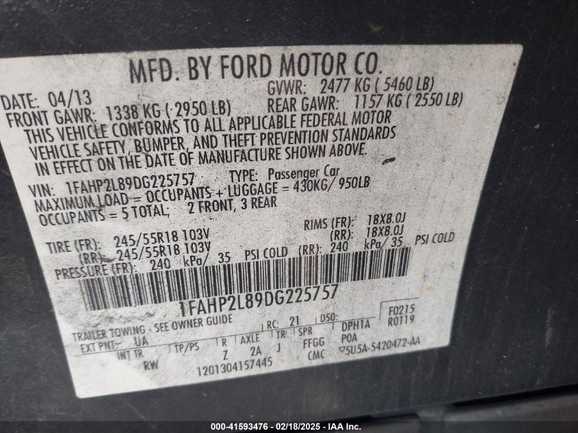 MFD. BY FORD MOTOR CO.
DATE: 04/13 GVWR: 2477 KG ( 5460 LB)
FRONT GAWR: 1338 KG ( 2950 LB) REAR GAWR: 1157 KG ( 2550 LB)
THIS VEHICLE CONFORMS TO ALL APPLICABLE FEDERAL MOTOR
VEHICLE SAFETY, BUMPER, AND THEFT PREVENTION STANDARDS
IN EFFECT ON THE DATE OF MANUFACTURE SHOWN ABOVE.
VIN: 1FAHP2L89DG225757 TYPE: Passenger Car
MAXIMUM LOAD = OCCUPANTS + LUGGAGE = 430KG/ 950LB
OCCUPANTS = 5 TOTAL; 2 FRONT, 3 REAR
TIRE (FR): 245/55R18 103V RIMS (FR): 18X8.0J
(RR): 245/55R18 103V (RR): 18X8.0J
PRESSURE (FR): 240 kPa/ 35 PSI COLD (RR): 240 kPa/ 35 PSI COLD
1FAHP2L89DG225757
TRAILER TOWING - SEE OWNER GUIDE
EXT PNT: UA RC: 21 DSO: F0215
R0119
INT TR TP/PS R AXLE TR SPR DPHTA
RW Z 2A J FFGG POA
1201304157445 CMC 5U5A-5420472-AA
000-41593476 - 02/18/2025 - IAAI COPART